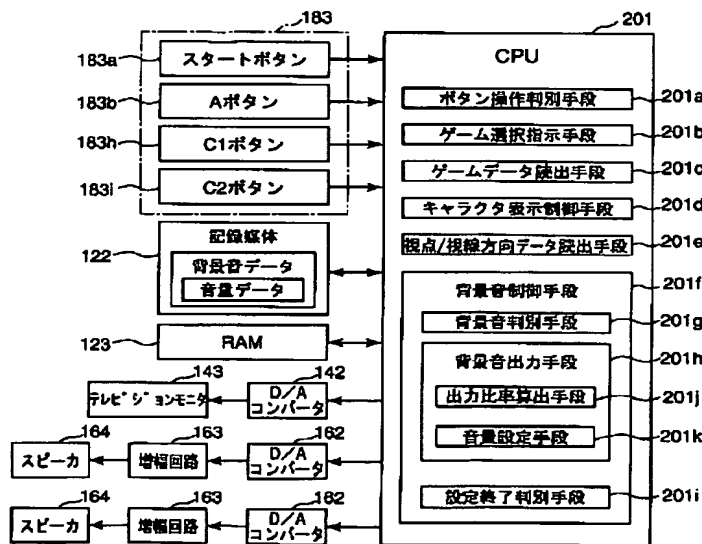 183
201
183a
スタートボタン
183b
Aボタン
183h
C1ボタン
183i
C2ボタン
122
記録媒体
背景音データ
音量データ
123
RAM
143
テレビジョンモニタ
142
D/A
コンバータ
164
スピーカ
163
増幅回路
162
D/A
コンバータ
164
スピーカ
163
増幅回路
162
D/A
コンバータ
CPU
ボタン操作判別手段
201a
ゲーム選択指示手段
201b
ゲームデータ読出手段
201c
キャラクタ表示制御手段
201d
視点/視線方向データ読出手段
201e
背景音制御手段
201f
背景音判別手段
201g
背景音出力手段
201h
出力比率算出手段
201j
音量設定手段
201k
設定終了判別手段
201i